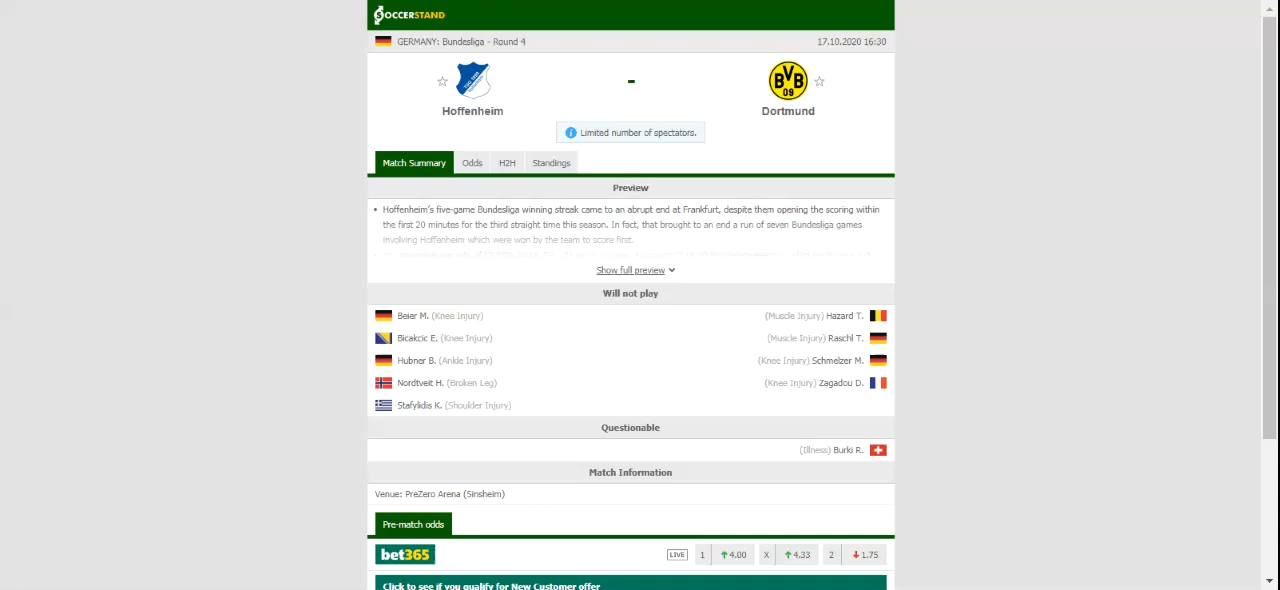 SOCCERSTAND
GERMANY: Bundesliga - Round 4 17.10.2020 16:30
TSG 1899
Hoffenheim
BVB
09
-
Hoffenheim Dortmund
Limited number of spectators.
Match Summary Odds H2H Standings
Preview
• Hoffenheim's five-game Bundesliga winning streak came to an abrupt end at Frankfurt, despite them opening the scoring within
the first 20 minutes for the third straight time this season. In fact, that brought to an end a run of seven Bundesliga games
involving Hoffenheim which were won by the team to score first.
Show full preview
Will not play
Beier M. (Knee Injury) (Muscle Injury) Hazard T.
Bicakcic E. (Knee Injury) (Muscle Injury) Raschl T.
Hubner B. (Ankle Injury) (Knee Injury) Schmelzer M.
Nordtveit H. (Broken Leg) (Knee Injury) Zagadou D.
Stafylidis K. (Shoulder Injury)
Questionable
(Illness) Burki R.
Match Information
Venue: PreZero Arena (Sinsheim)
Pre-match odds
bet365 LIVE 1 4.00 X 4.33 2 1.75
Click to see if you qualify for New Customer offer